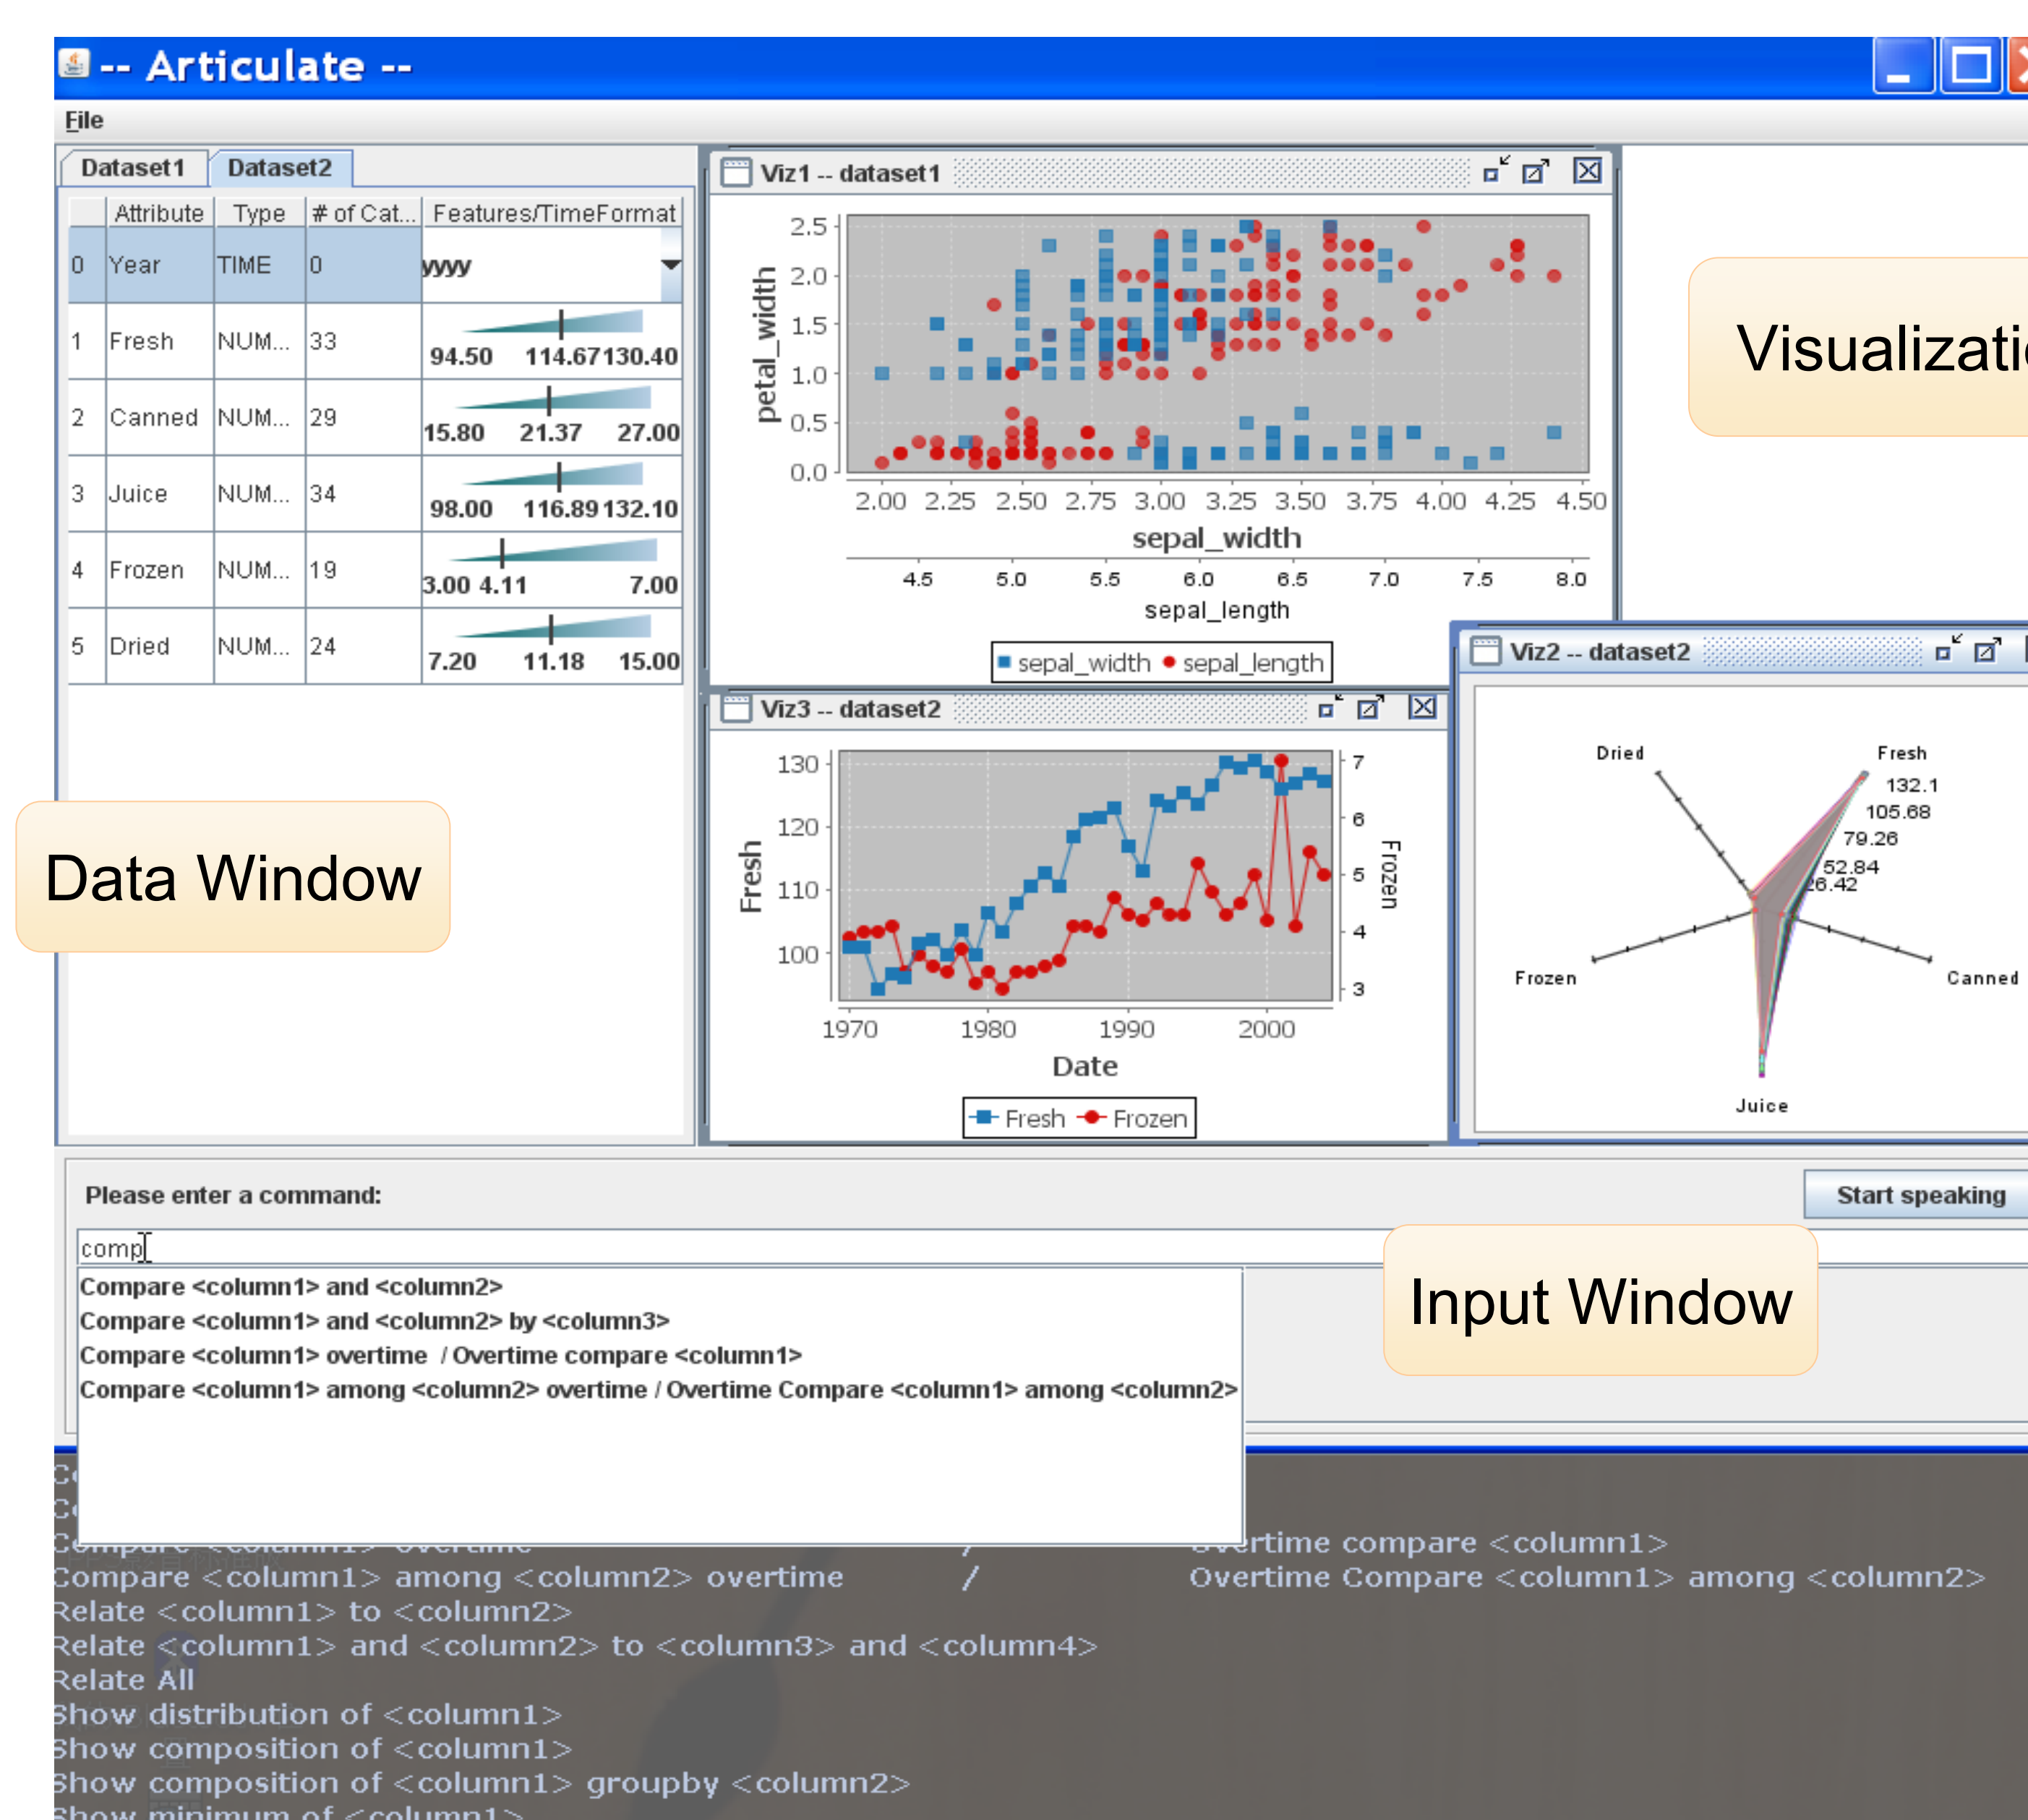 -- Articulate --
File
Dataset1 Dataset2
Attribute Type # of Cat... Features/TimeFormat
0 Year TIME 0 yyyy
1 Fresh NUM... 33 94.50 114.67 130.40
2 Canned NUM... 29 15.80 21.37 27.00
3 Juice NUM... 34 98.00 116.89 132.10
4 Frozen NUM... 19 3.00 4.11 7.00
5 Dried NUM... 24 7.20 11.18 15.00
Data Window
Viz1 -- dataset1
petal_width
2.5
2.0
1.5
1.0
0.5
0.0
2.00 2.25 2.50 2.75 3.00 3.25 3.50 3.75 4.00 4.25 4.50
sepal_width
4.5 5.0 5.5 6.0 6.5 7.0 7.5 8.0
sepal_length
sepal_width sepal_length
Viz3 -- dataset2
Fresh
130
120
110
100
7
6
5
4
3
Frozen
1970 1980 1990 2000
Date
Fresh Frozen
Viz2 -- dataset2
Dried Fresh
132.1
105.68
79.26
52.84
26.42
Frozen Canned
Juice
Please enter a command:
Start speaking
comp
Compare <column1> and <column2>
Compare <column1> and <column2> by <column3>
Compare <column1> overtime / Overtime compare <column1>
Compare <column1> among <column2> overtime / Overtime Compare <column1> among <column2>
Input Window
Compare <column1> overtime / Overtime compare <column1>
Compare <column1> among <column2> overtime / Overtime Compare <column1> among <column2>
Relate <column1> to <column2>
Relate <column1> and <column2> to <column3> and <column4>
Relate All
Show distribution of <column1>
Show composition of <column1>
Show composition of <column1> groupby <column2>
Show minimum of <column1>